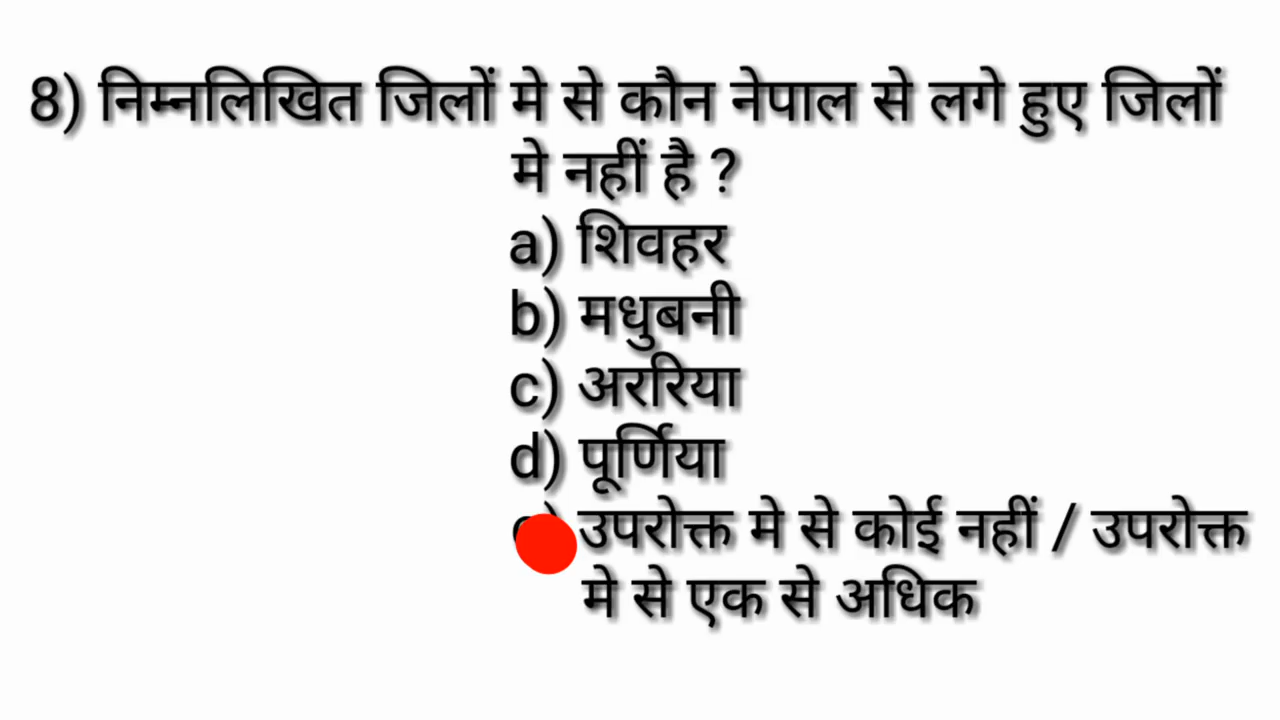 8) निम्नलिखित जिलों मे से कौन नेपाल से लगे हुए जिलों
मे नहीं है ?
a) शिवहर
b) मधुबनी
c) अररिया
d) पूर्णिया
उपरोक्त मे से कोई नहीं / उपरोक्त
मे से एक से अधिक